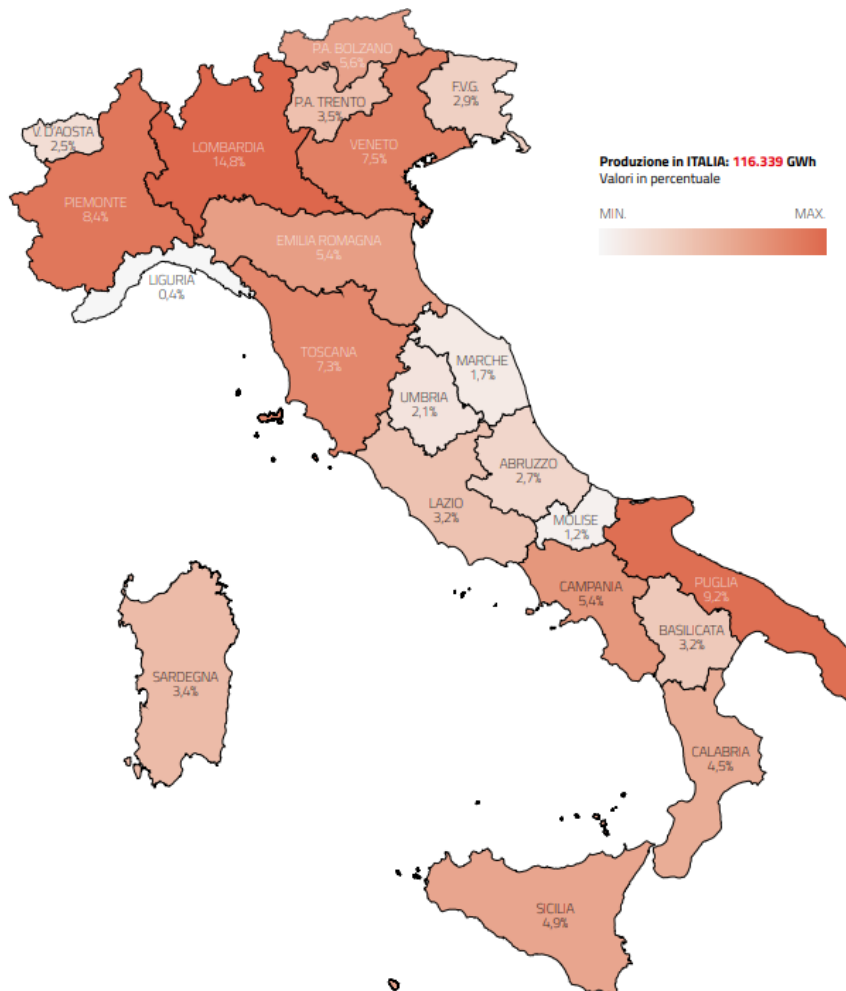 P.A. BOLZANO
5,6%
P.A. TRENTO
3,5%
F.V.G.
2,9%
V. D'AOSTA
2,5%
LOMBARDIA
14,8%
VENETO
7,5%
Produzione in ITALIA: 116.339 GWh
Valori in percentuale
MIN. MAX.
PIEMONTE
8,4%
EMILIA ROMAGNA
5,4%
LIGURIA
0,4%
TOSCANA
7,3%
MARCHE
1,7%
UMBRIA
2,1%
ABRUZZO
2,7%
LAZIO
3,2%
MOLISE
1,2%
CAMPANIA
5,4%
PUGLIA
9,2%
BASILICATA
3,2%
SARDEGNA
3,4%
CALABRIA
4,5%
SICILIA
4,9%